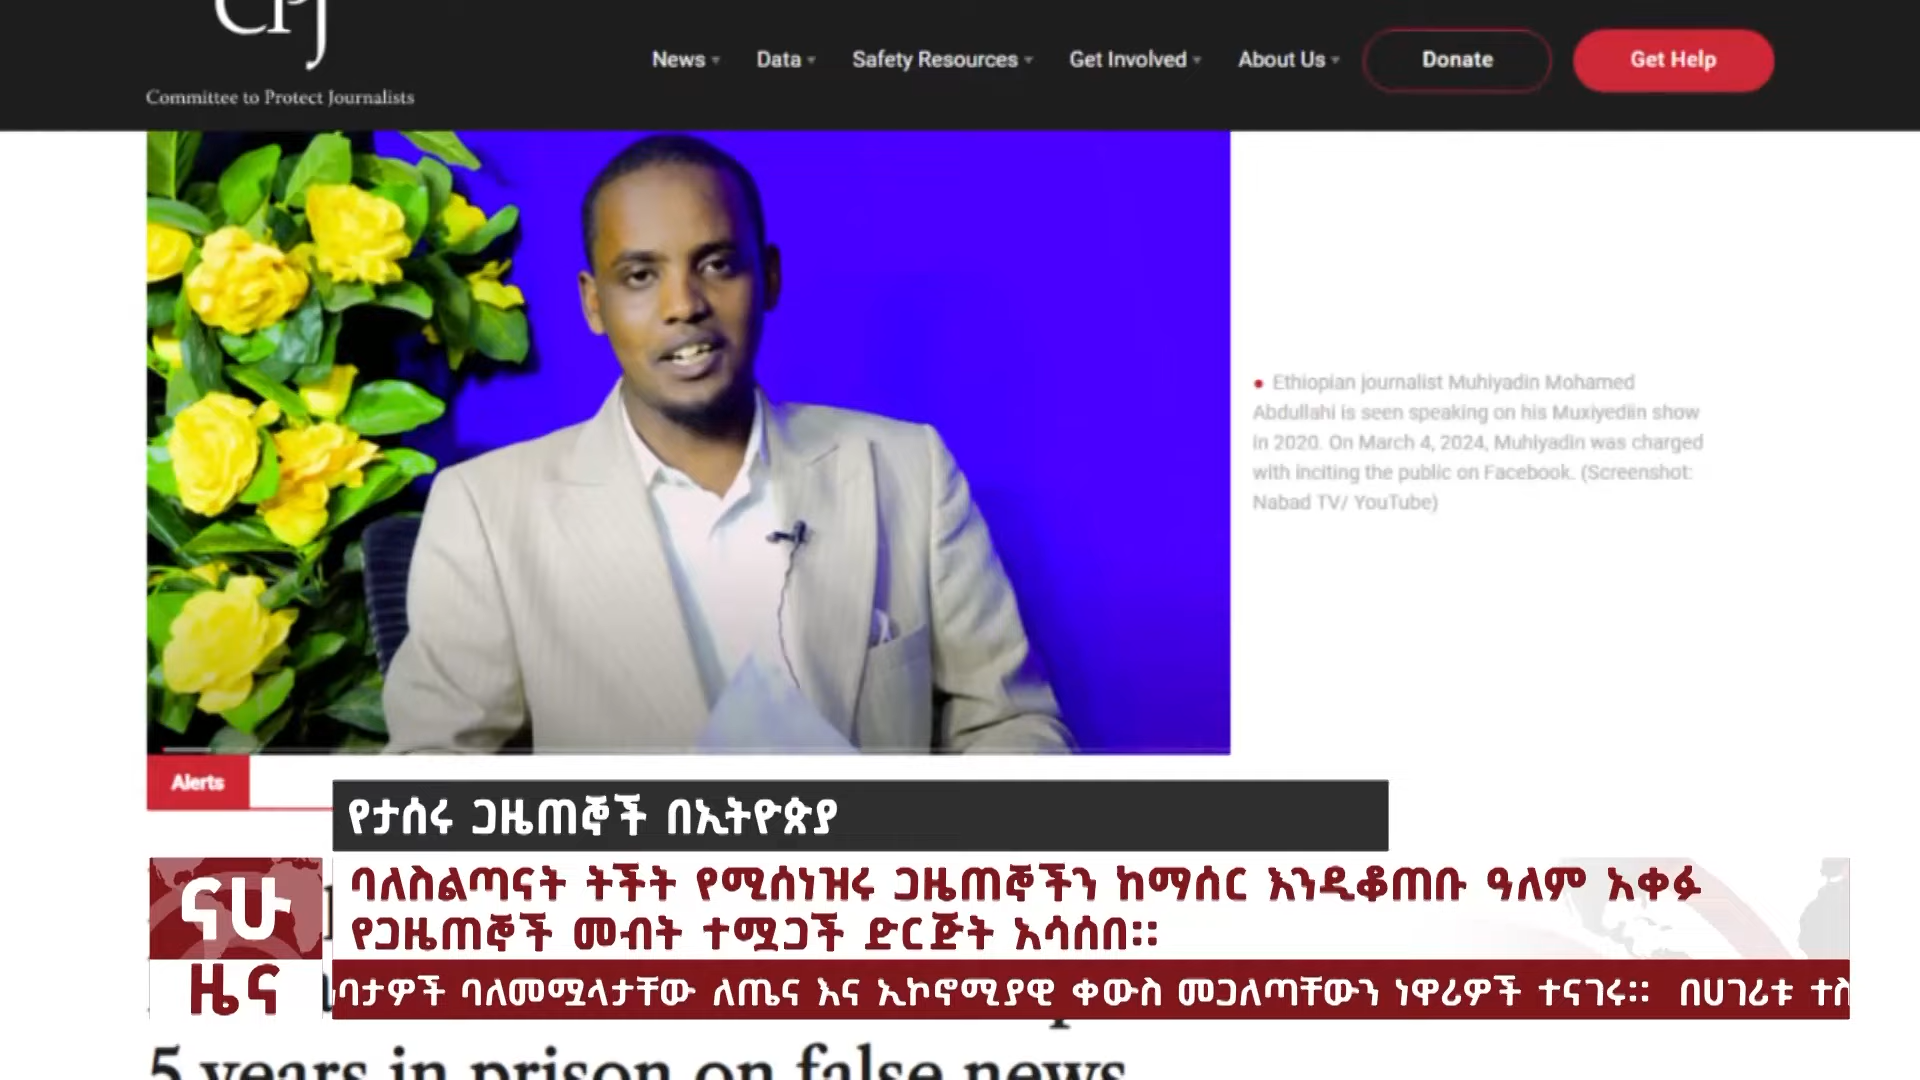 CPJ
Committee to Protect Journalists
News
Data
Safety Resources
Get Involved
About Us
Donate
Get Help
Ethiopian journalist Muhiyadin Mohamed
Abdullahi is seen speaking on his Muxiyediin show
in 2020. On March 4, 2024, Muhiyadin was charged
with inciting the public on Facebook. (Screenshot:
Nabad TV/ YouTube)
Alerts
የታሰሩ ጋዜጠኞች በኢትዮጵያ
ባለስልጣናት ትችት የሚሰነዝሩ ጋዜጠኞችን ከማሰር እንዲቆጠቡ ዓለም አቀፉ
የጋዜጠኞች መብት ተሟጋች ድርጅት አሳሰበ።
ናሁ
ዜና
ባለመሟላታቸው ለጤና እና ኢኮኖሚያዊ ቀውስ መጋለጣቸውን ነዋሪዎች ተናገሩ። በሀገሪቱ
5 years in prison on false news